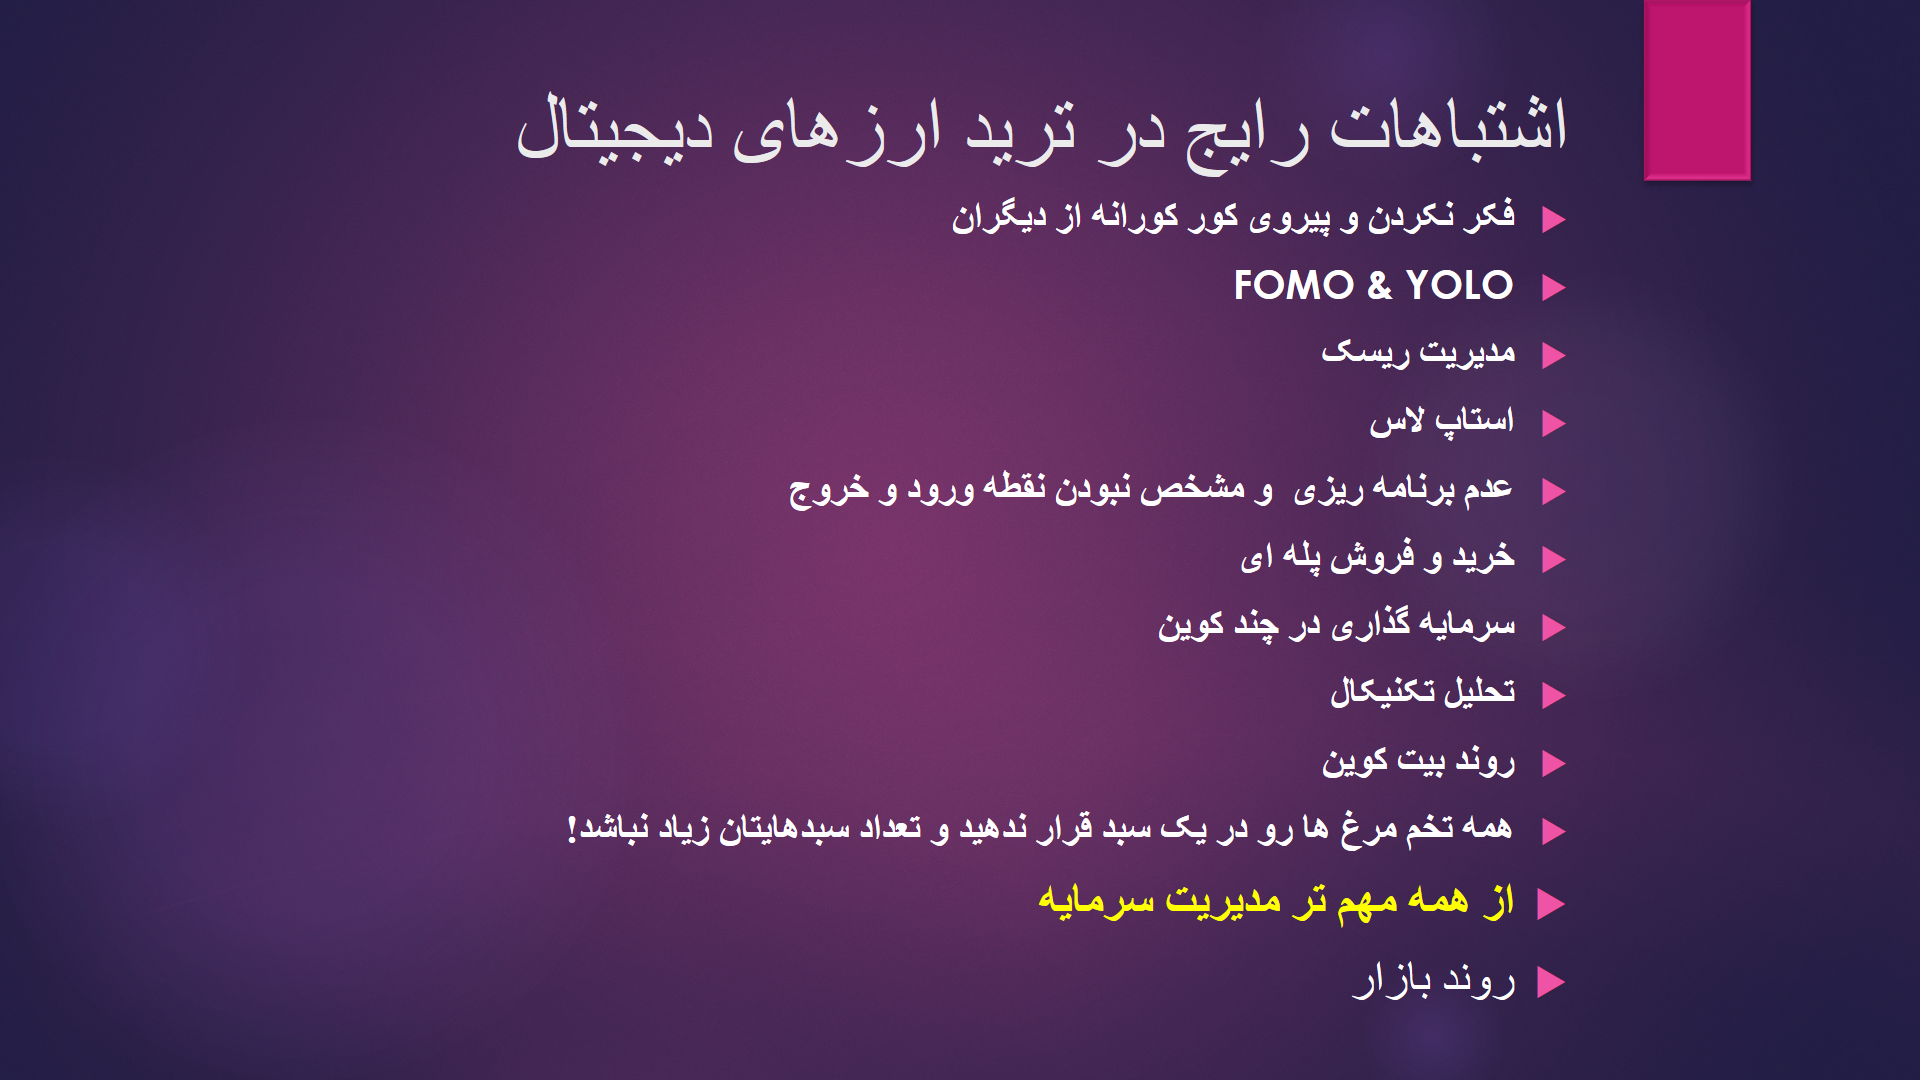 اشتباهات رایج در ترید ارزهای دیجیتال
فکر نکردن و پیروی کور کورانه از دیگران
FOMO & YOLO
مدیریت ریسک
استاپ لاس
عدم برنامه ریزی و مشخص نبودن نقطه ورود و خروج
خرید و فروش پله ای
سرمایه گذاری در چند کوین
تحلیل تکنیکال
روند بیت کوین
همه تخم مرغ ها رو در یک سبد قرار ندهید و تعداد سبدهایتان زیاد نباشد!
از همه مهم تر مدیریت سرمایه
روند بازار